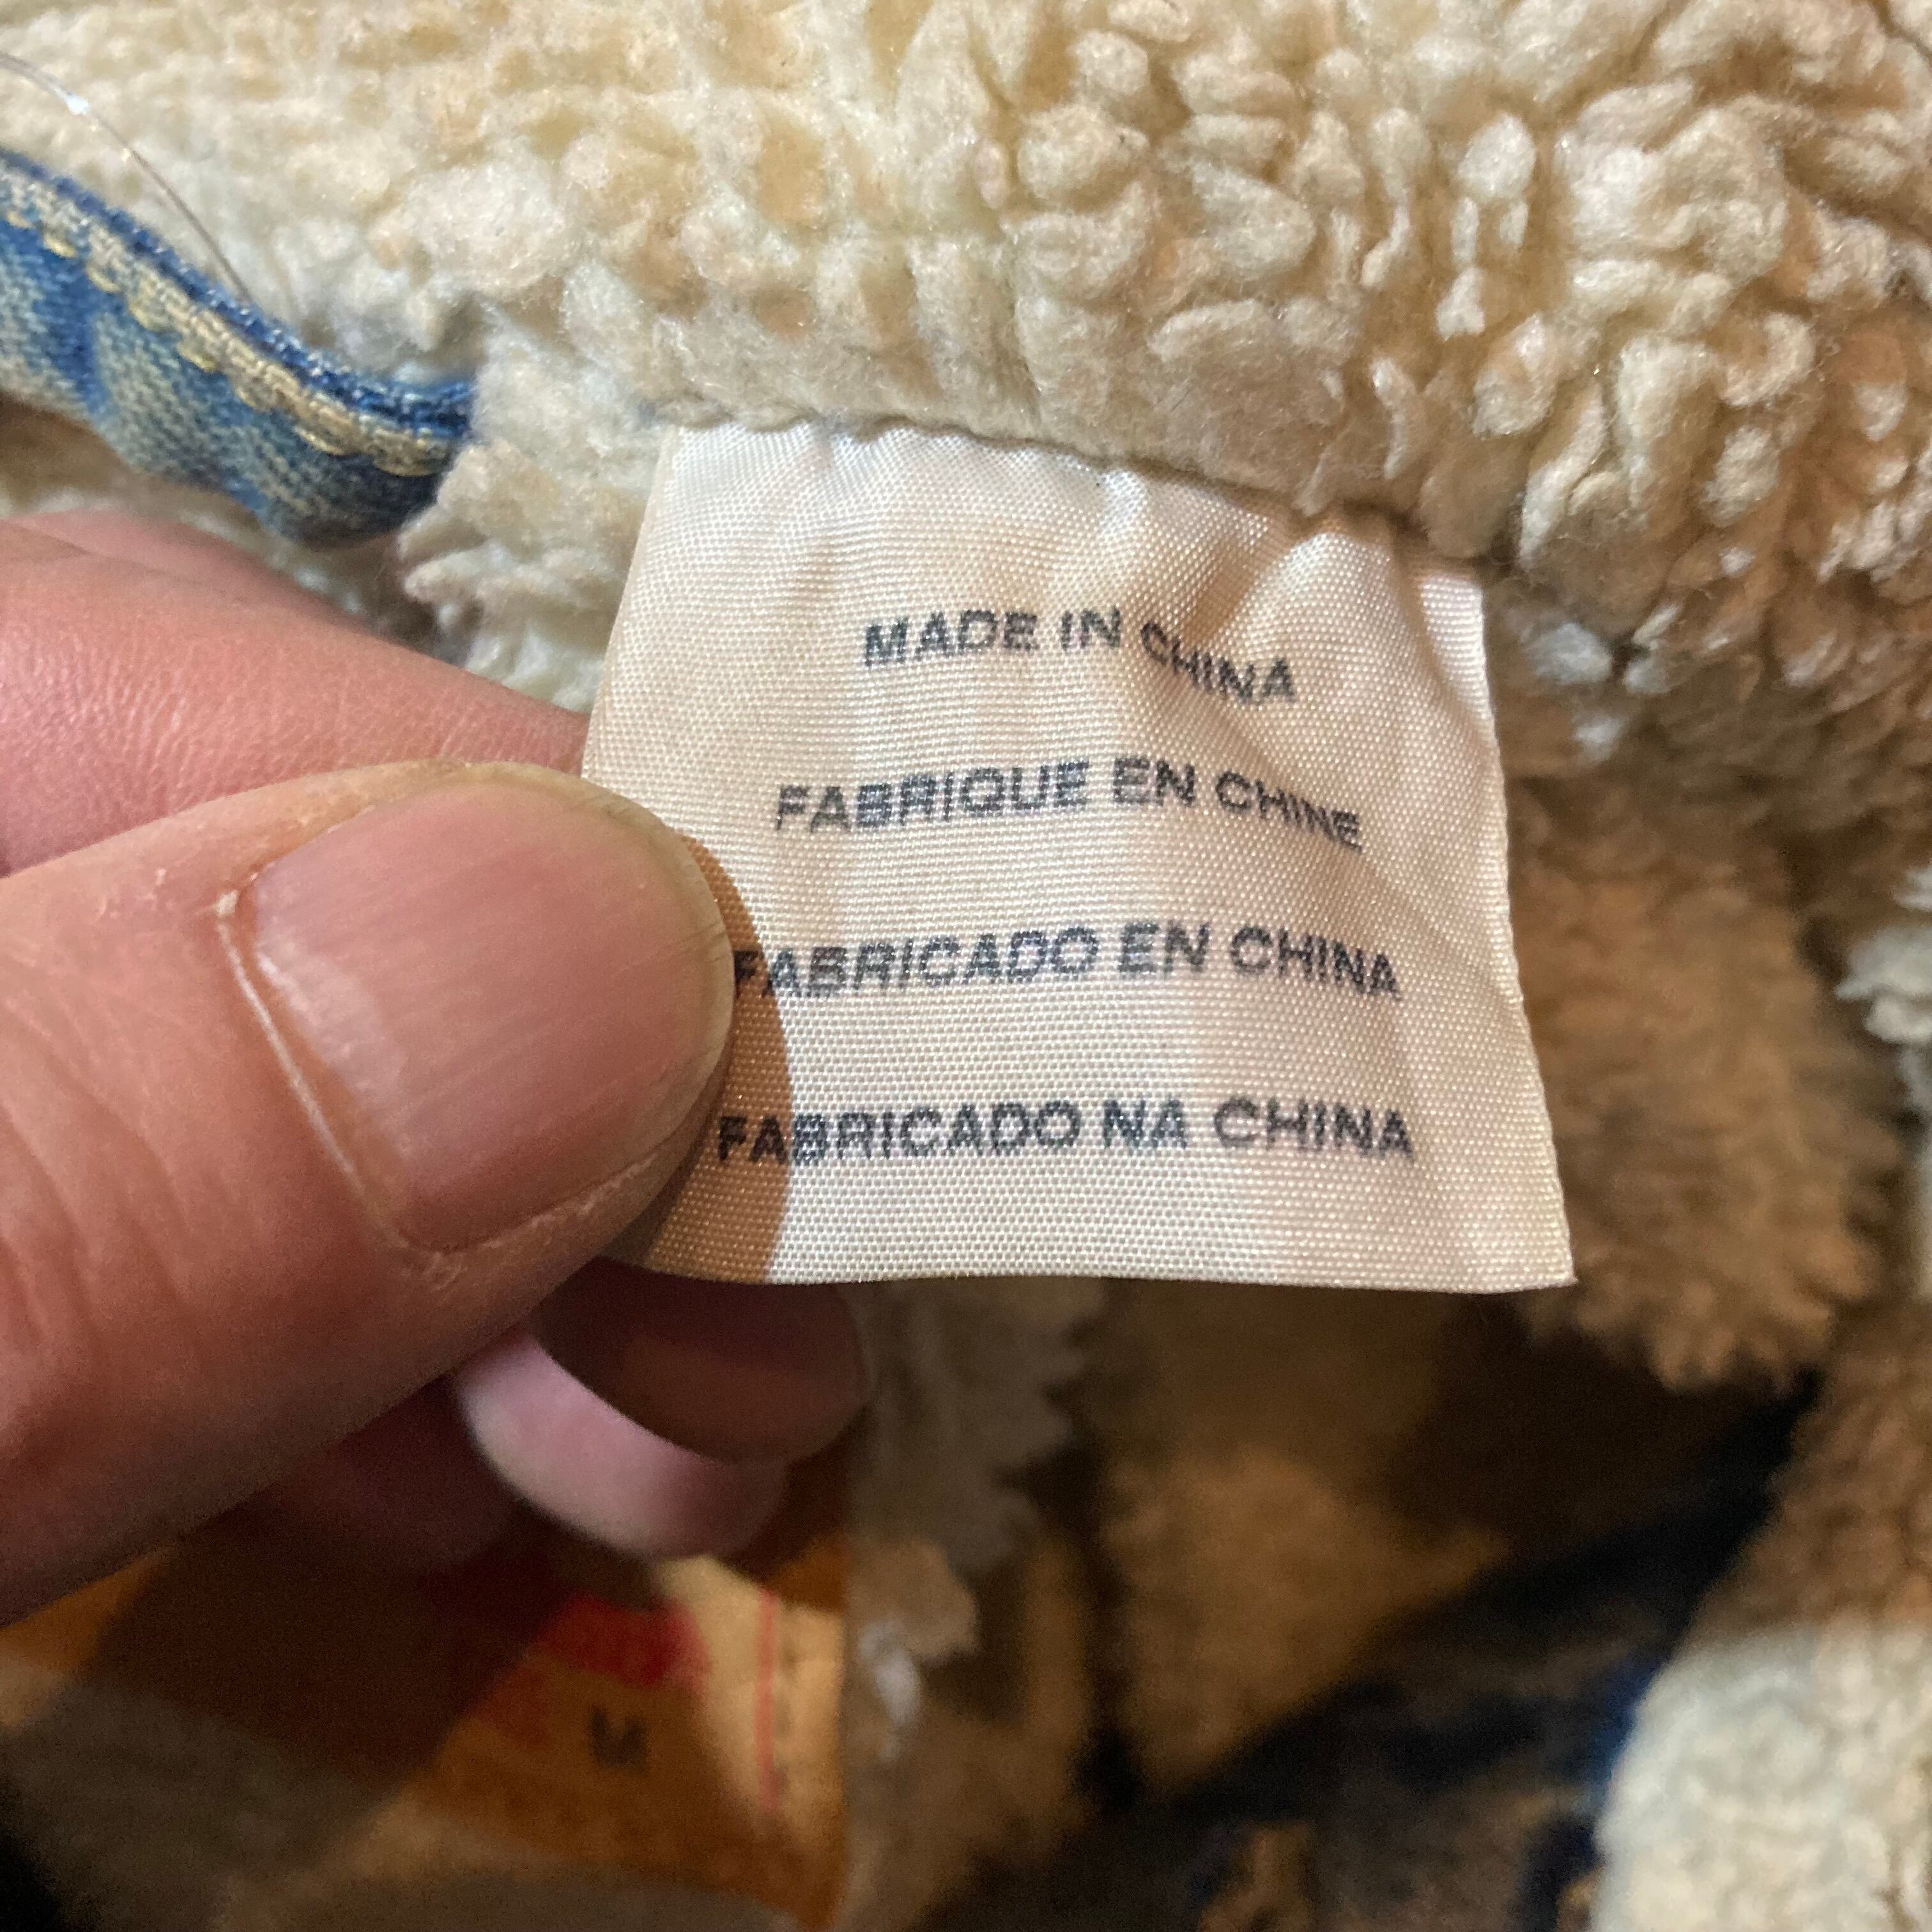 MADE IN CHINA
FABRIQUE EN CHINE
FABRICADO EN CHINA
FABRICADO NA CHINA
M